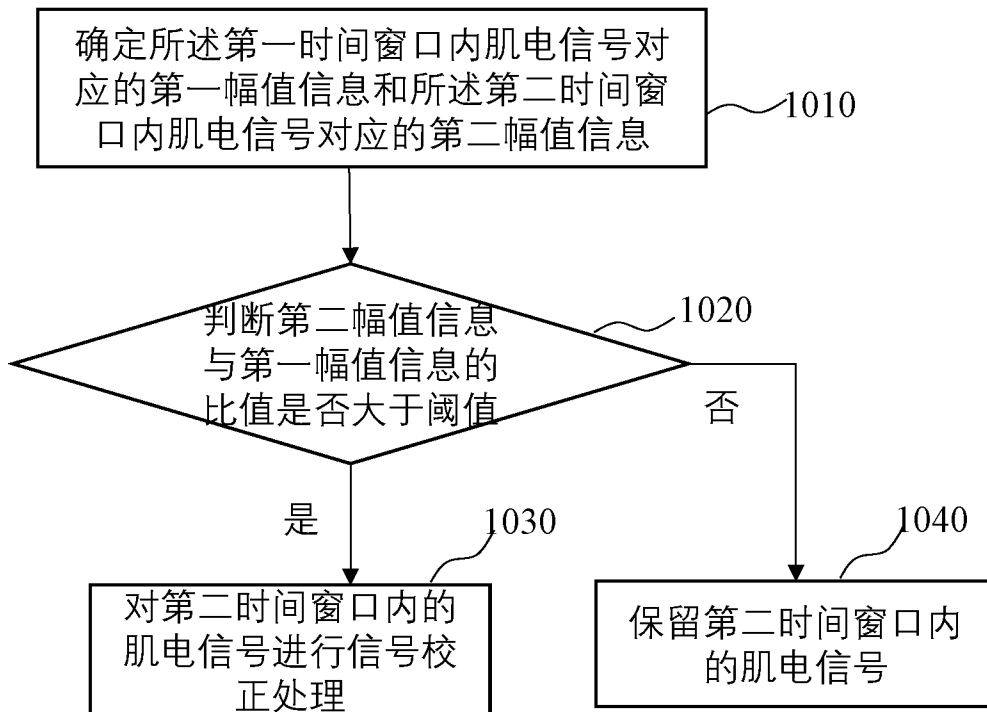 确定所述第一时间窗口内肌电信号对
应的第一幅值信息和所述第二时间窗
口内肌电信号对应的第二幅值信息
1010
判断第二幅值信息
与第一幅值信息的
比值是否大于阈值
1020
否
是
1030
对第二时间窗口内的
肌电信号进行信号校
正处理
1040
保留第二时间窗口内
的肌电信号